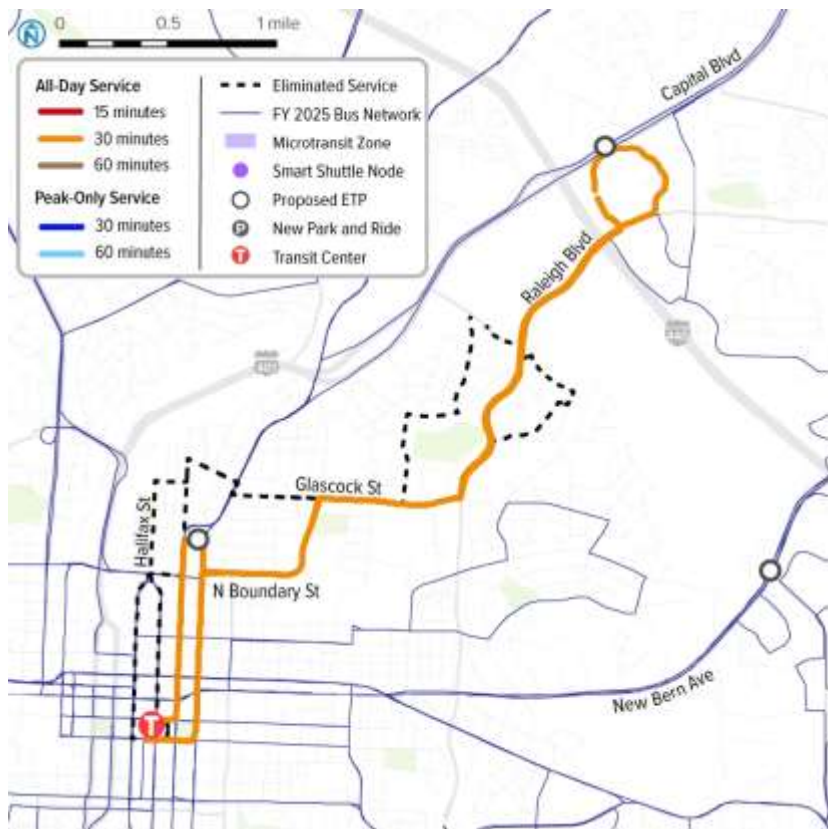 N
0 0.5 1 mile
All-Day Service
15 minutes
30 minutes
60 minutes
Peak-Only Service
30 minutes
60 minutes
Eliminated Service
FY 2025 Bus Network
Microtransit Zone
Smart Shuttle Node
Proposed ETP
P New Park and Ride
T Transit Center
Capital Blvd
Raleigh Blvd
Glascock St
Halifax St
N Boundary St
New Bern Ave
T